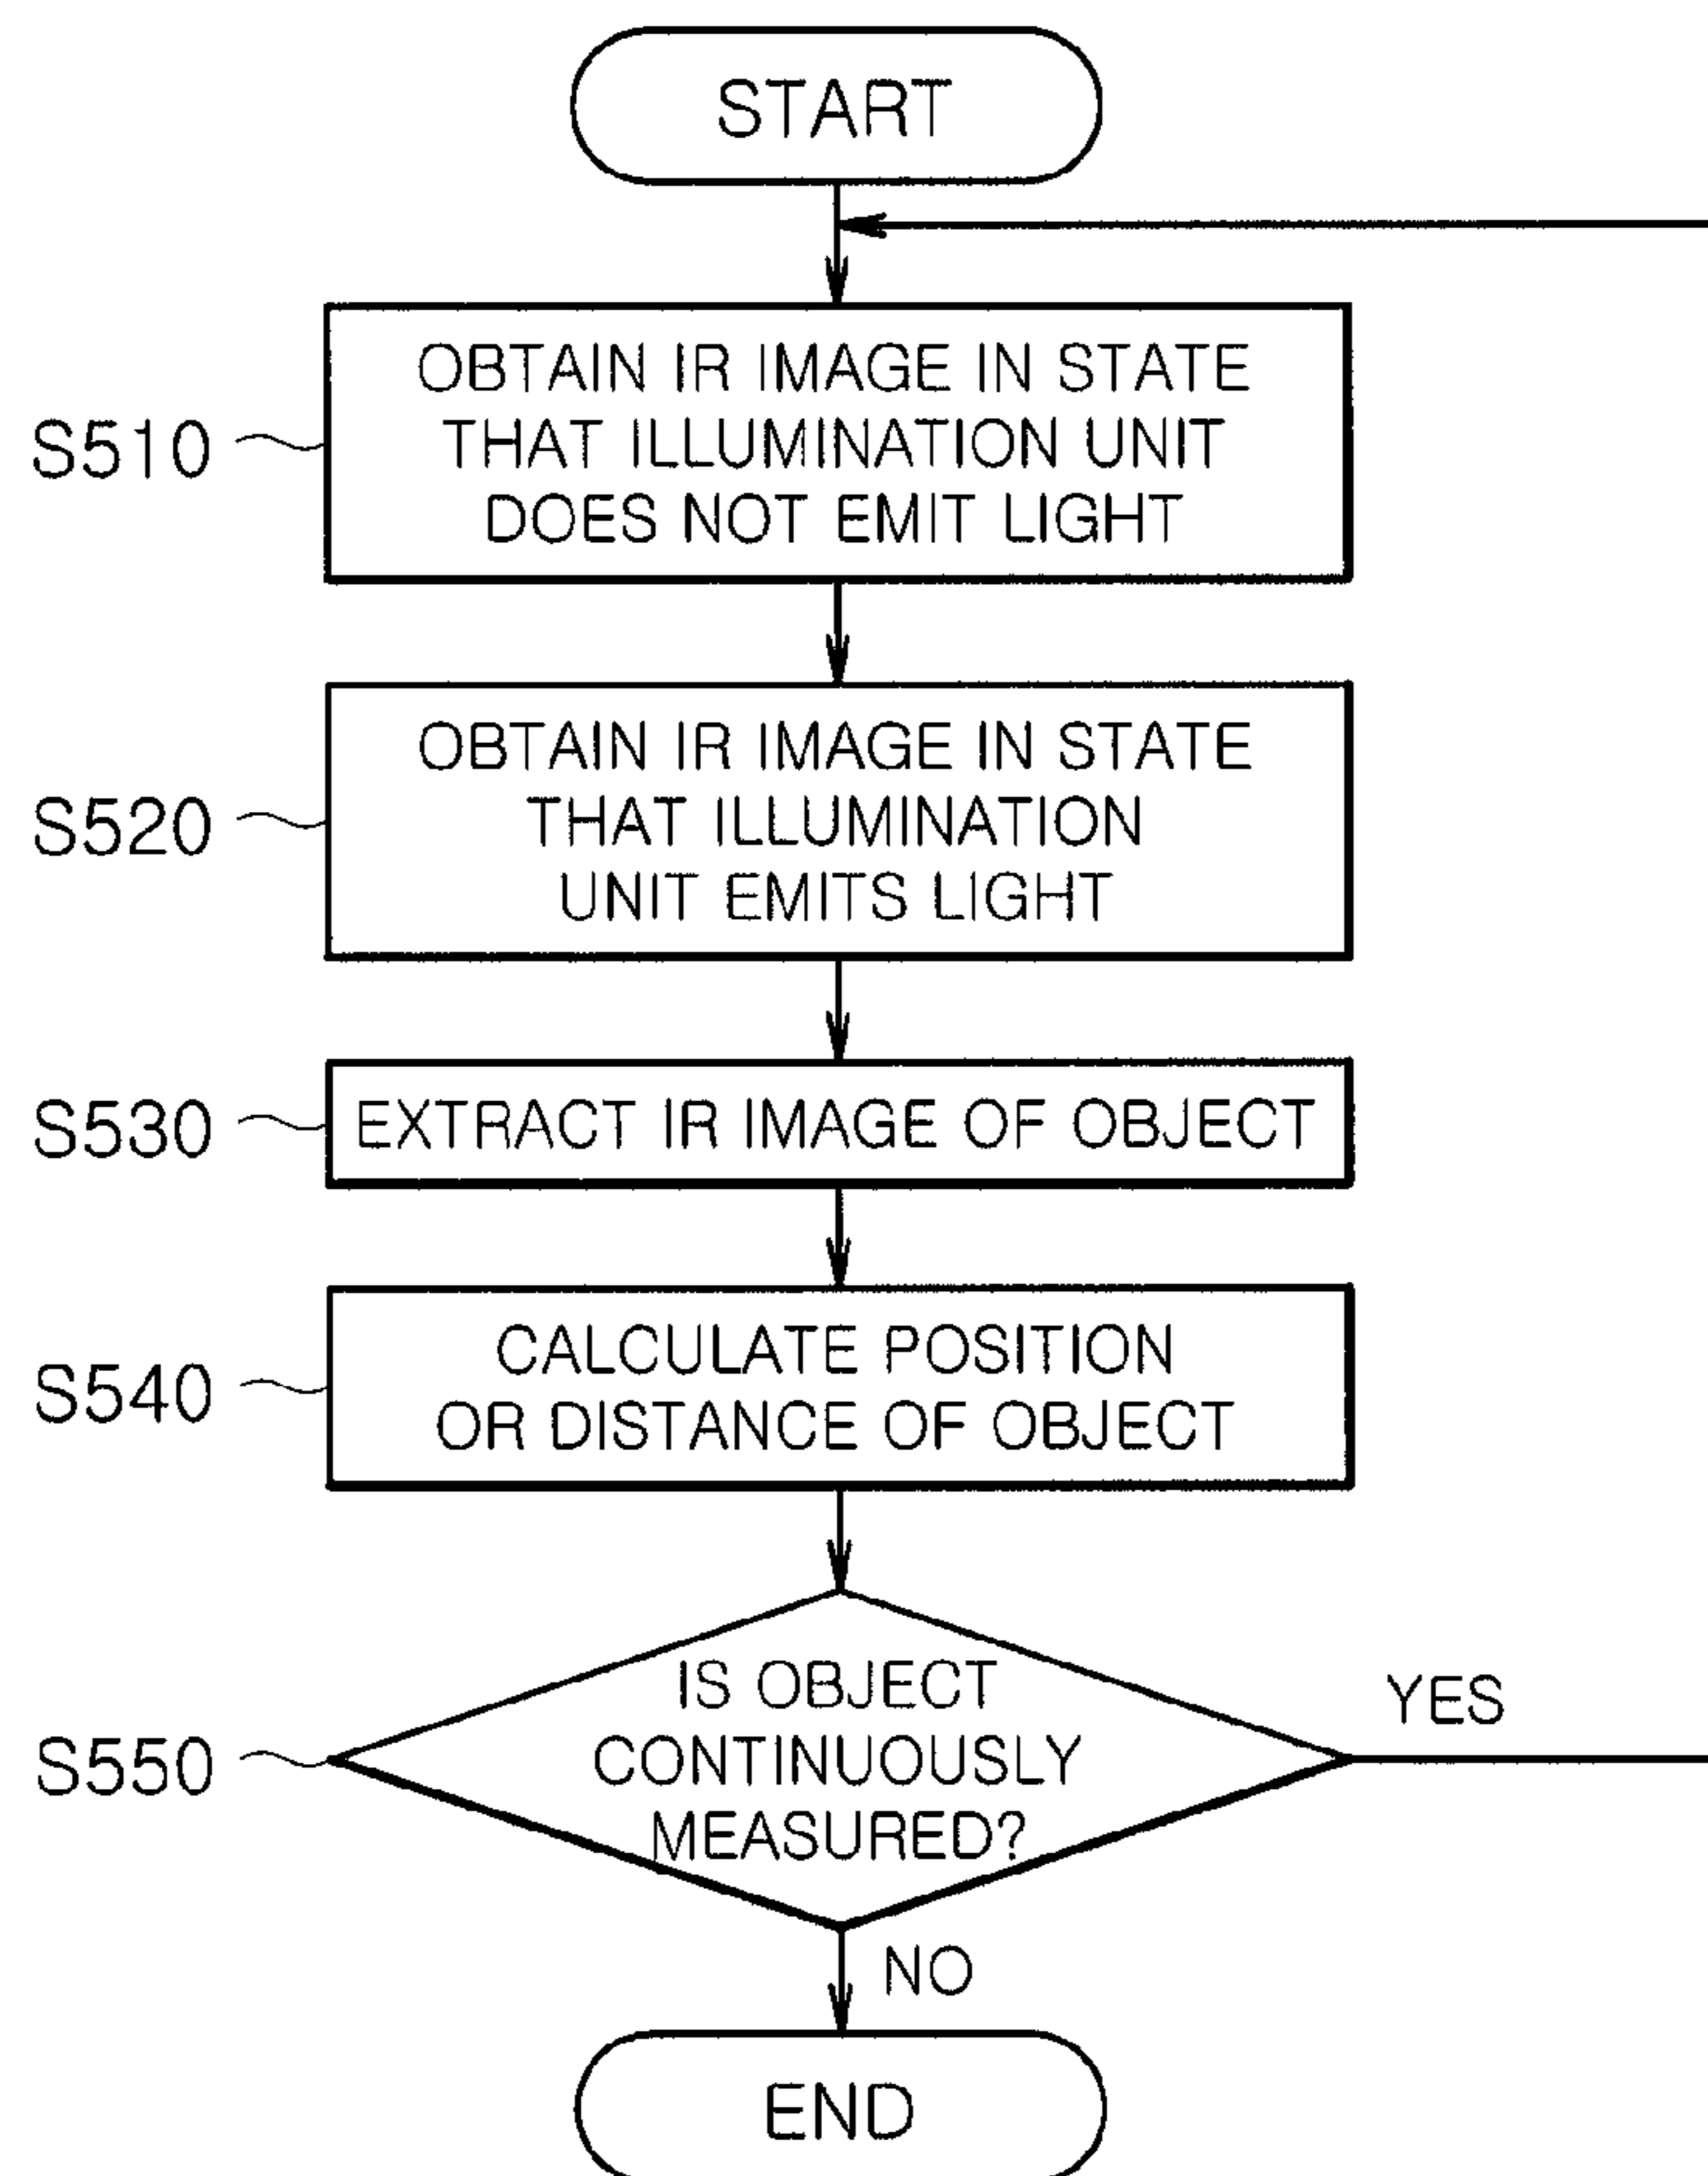 START
S510
OBTAIN IR IMAGE IN STATE
THAT ILLUMINATION UNIT
DOES NOT EMIT LIGHT
S520
OBTAIN IR IMAGE IN STATE
THAT ILLUMINATION
UNIT EMITS LIGHT
S530
EXTRACT IR IMAGE OF OBJECT
S540
CALCULATE POSITION
OR DISTANCE OF OBJECT
S550
IS OBJECT
CONTINUOUSLY
MEASURED?
YES
NO
END